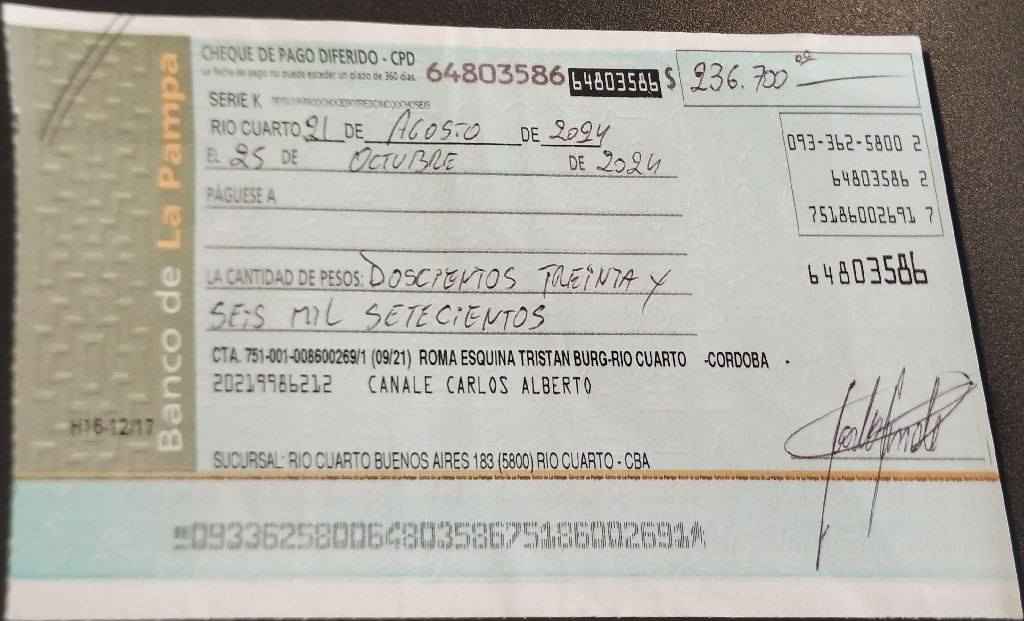 Banco de La Pampa
H16-12/17
CHEQUE DE PAGO DIFERIDO - CPD
La fecha de pago no puede exceder un plazo de 360 días.
64803586 64803586 $ 236.700 00
SERIE K
RIO CUARTO, 21 DE AGOSTO DE 2024
EL 25 DE OCTUBRE DE 2024
093-362-5800 2
64803586 2
75186002691 7
PÁGUESE A
64803586
LA CANTIDAD DE PESOS: DOSCIENTOS TREINTA Y
SEIS MIL SETECIENTOS
CTA. 751-001-008600269/1 (09/21) ROMA ESQUINA TRISTAN BURG-RIO CUARTO -CORDOBA -
20219986212 CANALE CARLOS ALBERTO
SUCURSAL: RIO CUARTO BUENOS AIRES 183 (5800) RIO CUARTO - CBA
09336258006480358675186002691